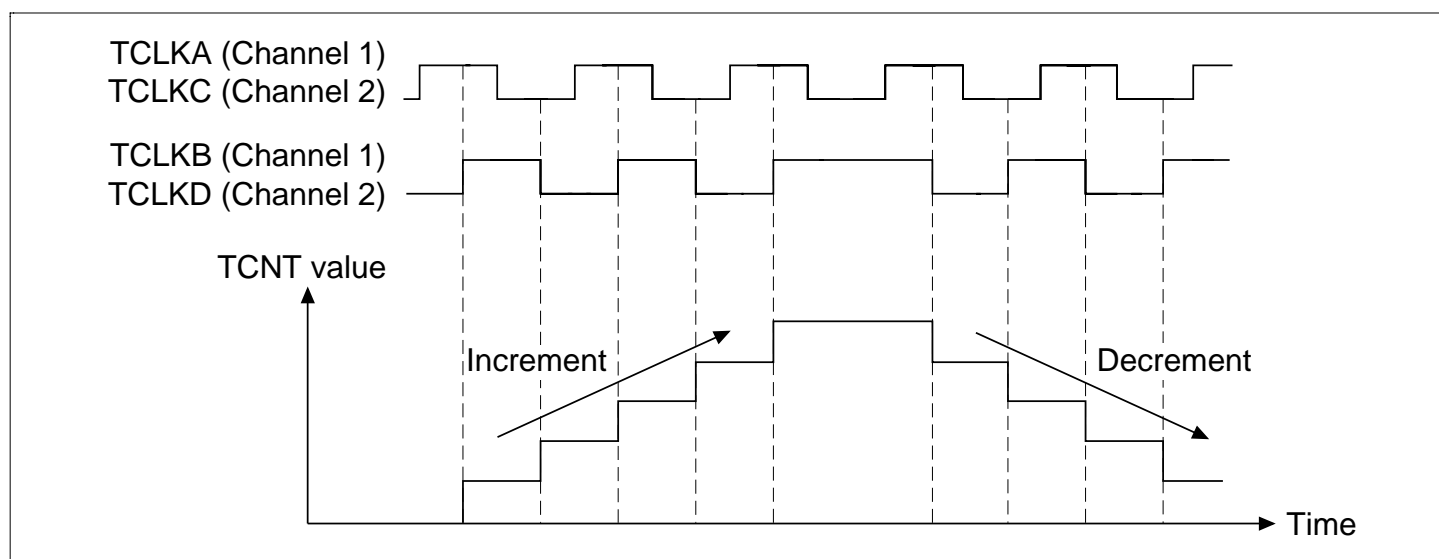 TCLKA (Channel 1)
TCLKC (Channel 2)
TCLKB (Channel 1)
TCLKD (Channel 2)
TCNT value
Increment
Decrement
Time